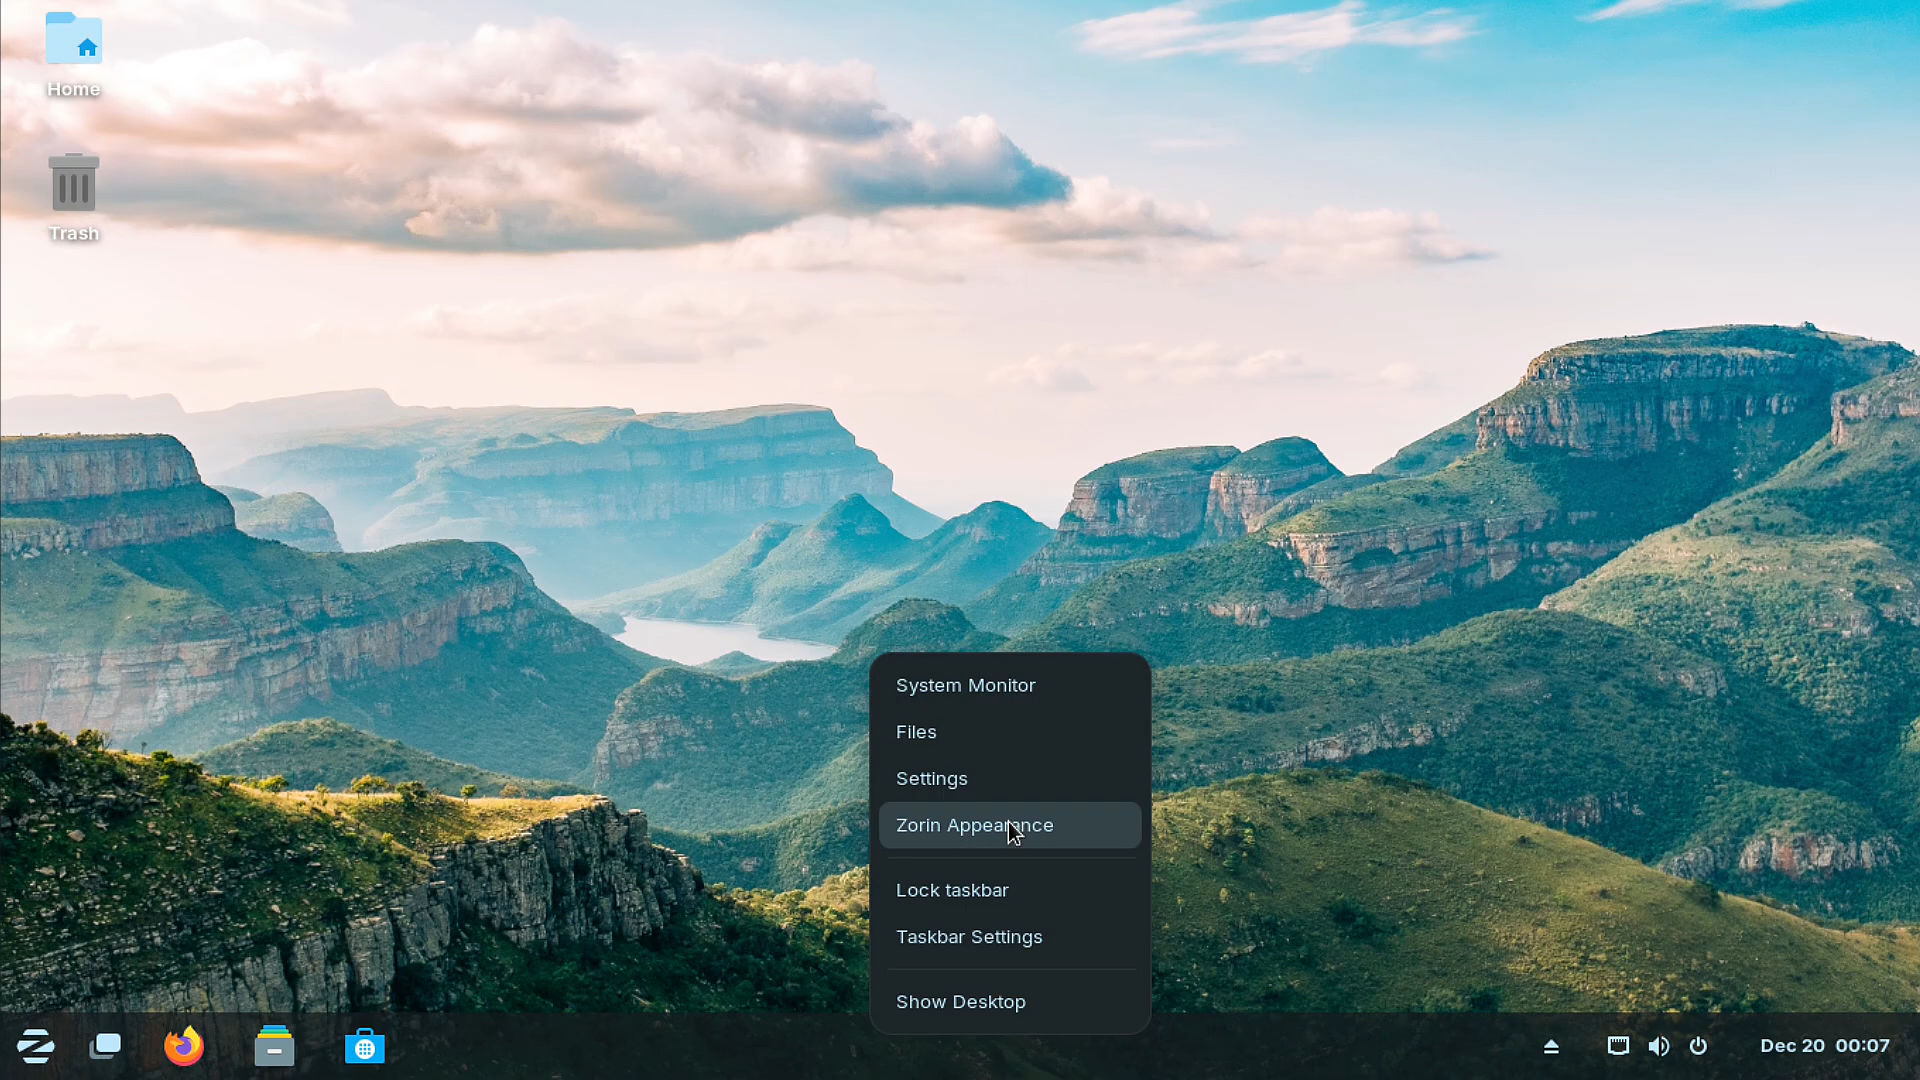 Home
Trash
System Monitor
Files
Settings
Zorin Appearance
Lock taskbar
Taskbar Settings
Show Desktop
Dec 20 00:07